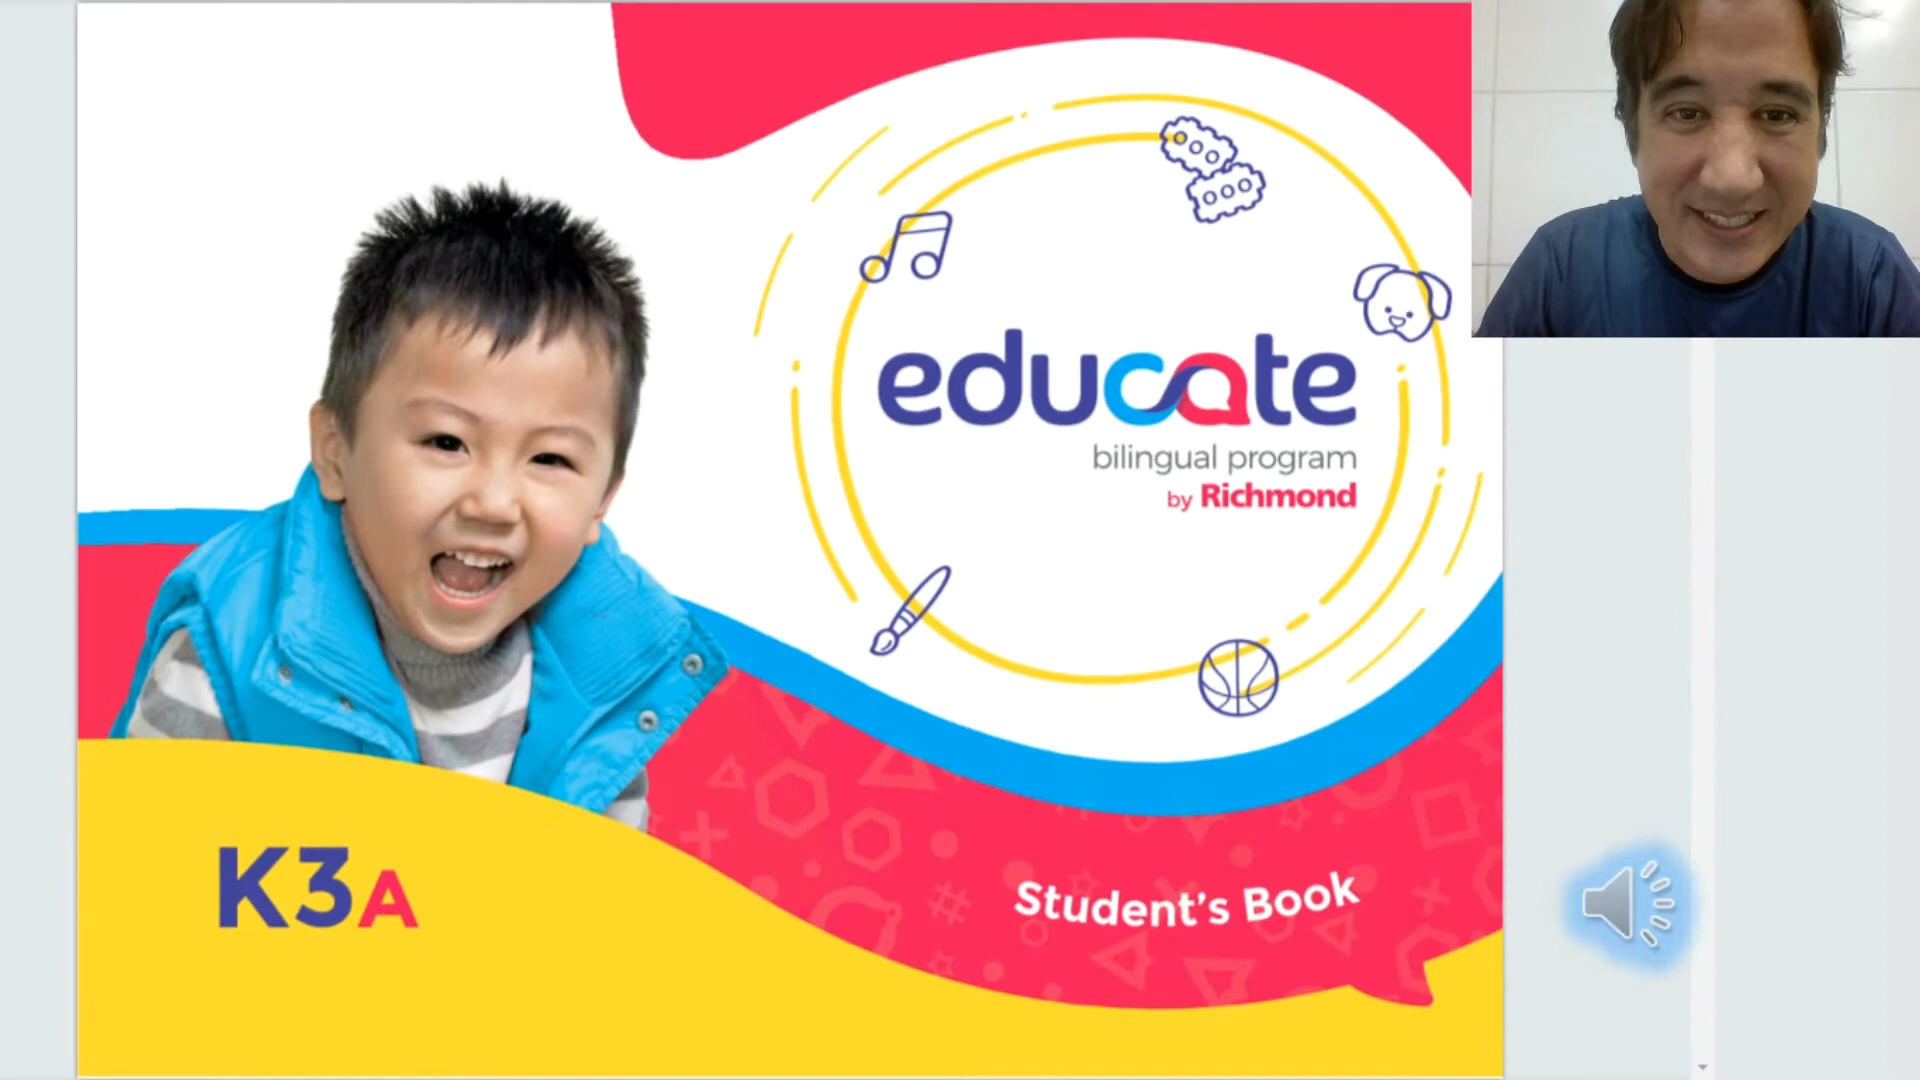 educate
bilingual program
by Richmond
K3A
Student's Book